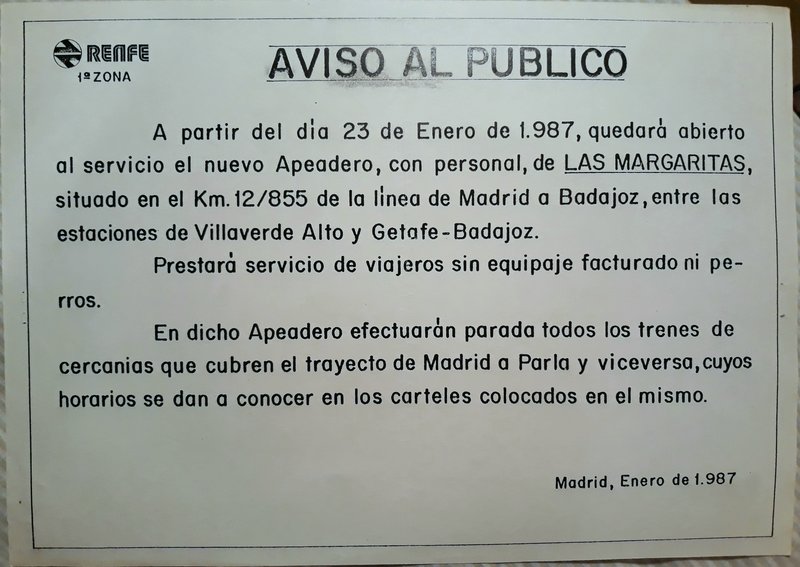 RENFE
1ª ZONA
AVISO AL PUBLICO
A partir del día 23 de Enero de 1.987, quedará abierto
al servicio el nuevo Apeadero, con personal, de LAS MARGARITAS,
situado en el Km. 12/855 de la línea de Madrid a Badajoz, entre las
estaciones de Villaverde Alto y Getafe-Badajoz.
Prestará servicio de viajeros sin equipaje facturado ni pe-
rros.
En dicho Apeadero efectuarán parada todos los trenes de
cercanias que cubren el trayecto de Madrid a Parla y viceversa, cuyos
horarios se dan a conocer en los carteles colocados en el mismo.
Madrid, Enero de 1.987